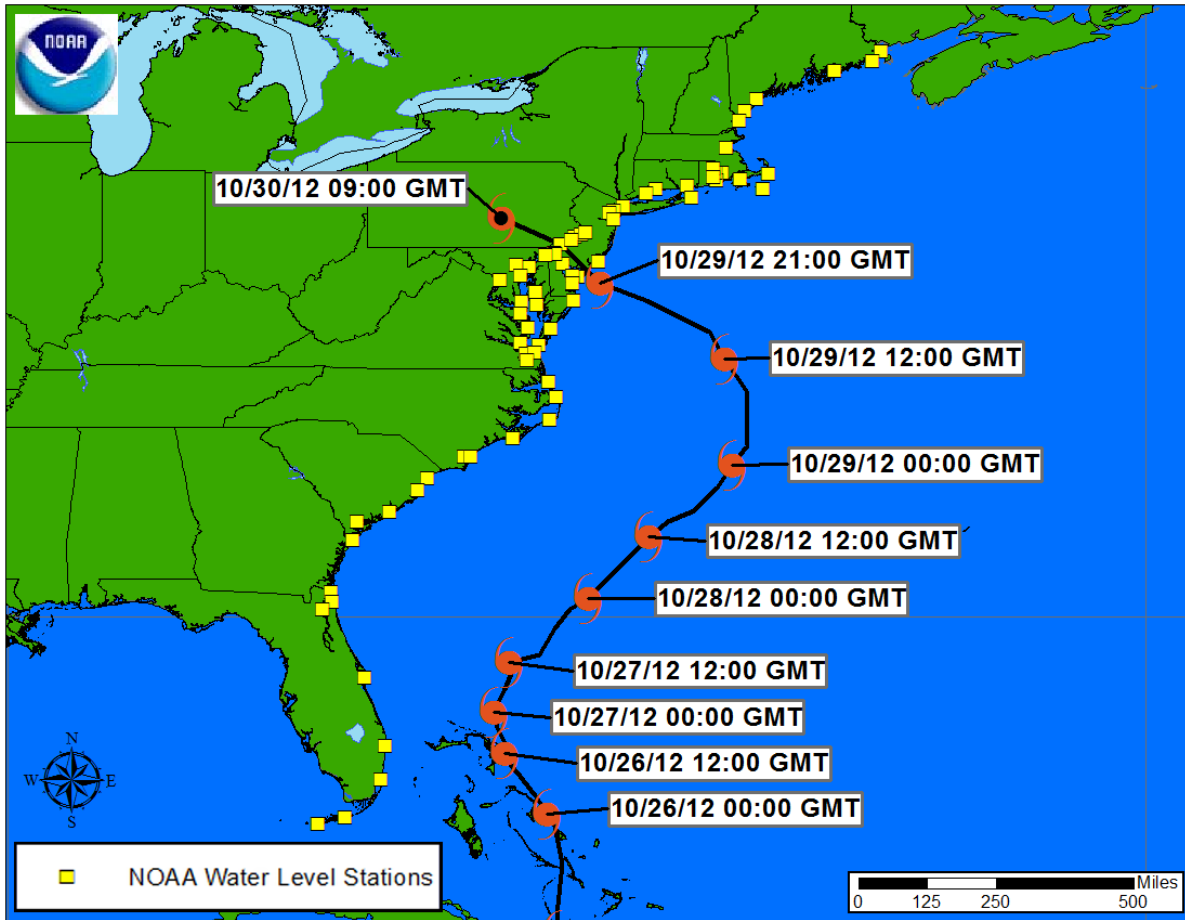 NOAA
10/30/12 09:00 GMT
10/29/12 21:00 GMT
10/29/12 12:00 GMT
10/29/12 00:00 GMT
10/28/12 12:00 GMT
10/28/12 00:00 GMT
10/27/12 12:00 GMT
10/27/12 00:00 GMT
10/26/12 12:00 GMT
10/26/12 00:00 GMT
N
W E
S
NOAA Water Level Stations
Miles
0 125 250 500